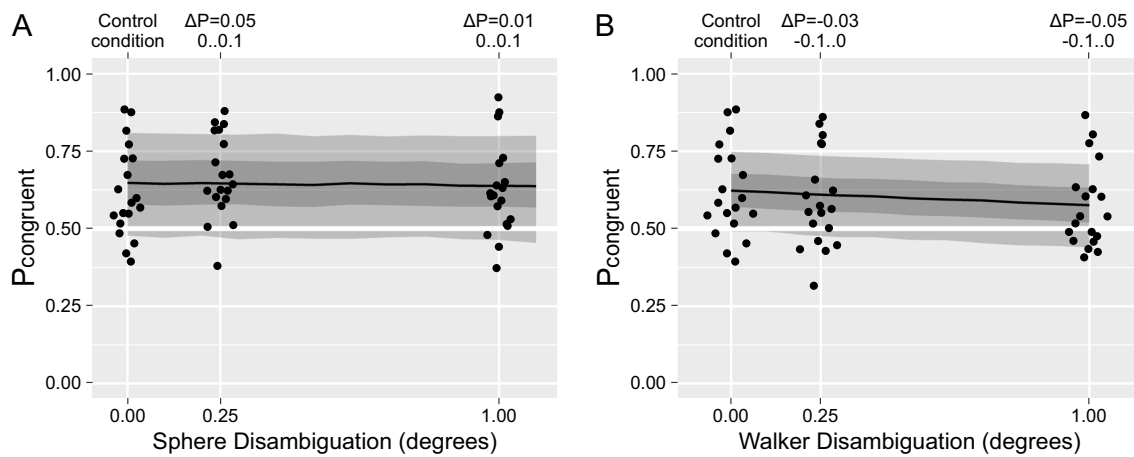 A
Control condition
ΔP=0.05
0..0.1
ΔP=0.01
0..0.1
1.00
0.75
0.50
0.25
0.00
Pcongruent
0.00 0.25 1.00
Sphere Disambiguation (degrees)
B
Control condition
ΔP=-0.03
-0.1..0
ΔP=-0.05
-0.1..0
1.00
0.75
0.50
0.25
0.00
Pcongruent
0.00 0.25 1.00
Walker Disambiguation (degrees)